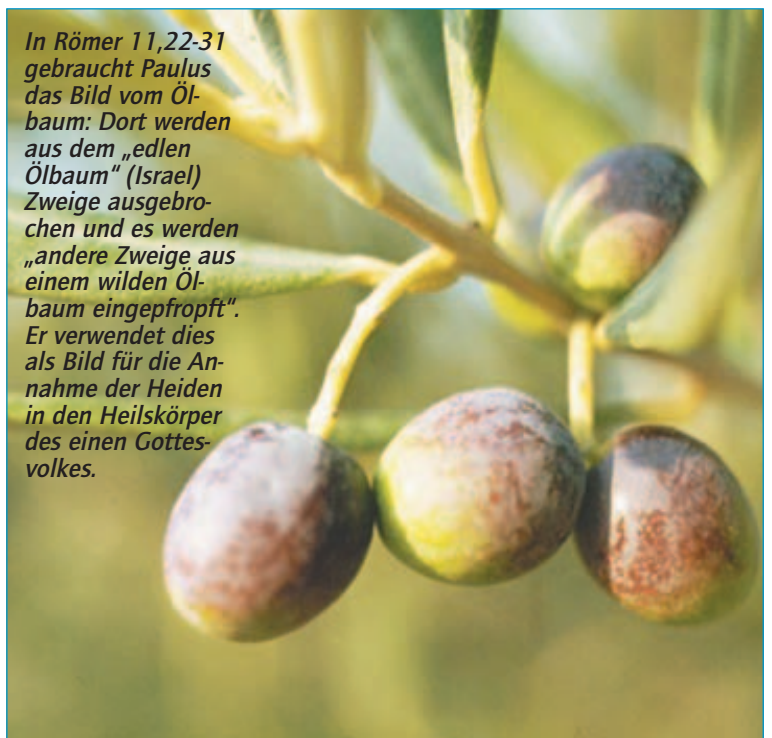 In Römer 11,22-31
gebraucht Paulus
das Bild vom Öl-
baum: Dort werden
aus dem „edlen
Ölbaum“ (Israel)
Zweige ausgebro-
chen und es werden
„andere Zweige aus
einem wilden Öl-
baum eingepfropft“.
Er verwendet dies
als Bild für die An-
nahme der Heiden
in den Heilskörper
des einen Gottes-
volkes.